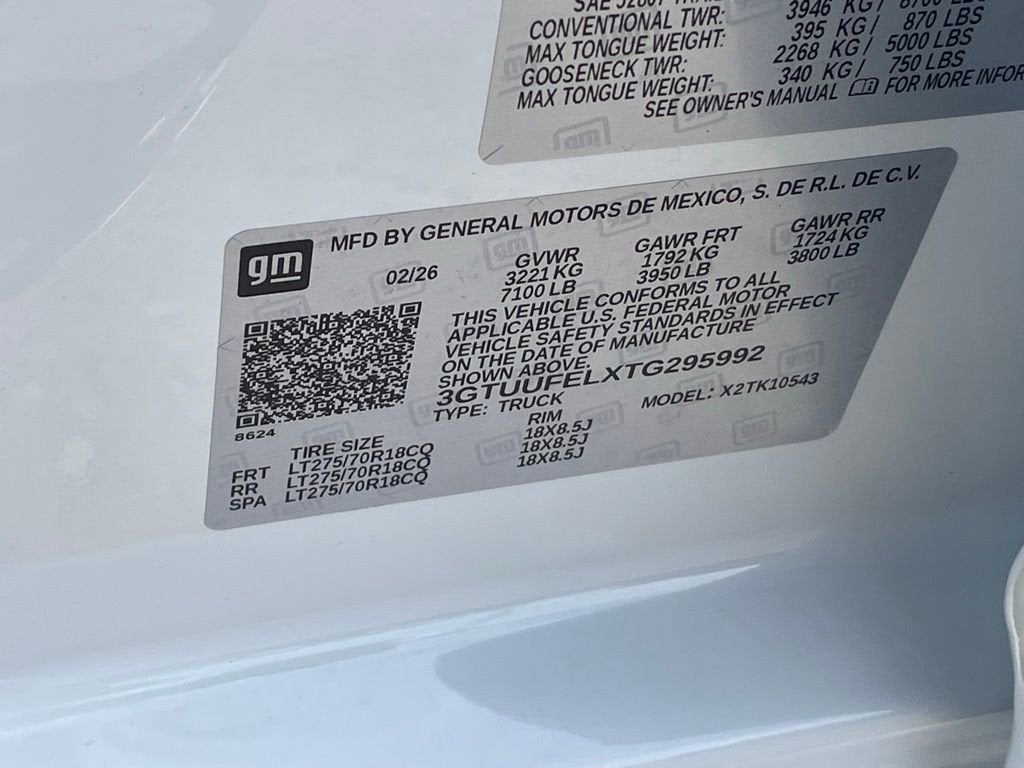 CONVENTIONAL TWR: 3946 KG/ 8700 LBS
MAX TONGUE WEIGHT: 395 KG/ 870 LBS
GOOSENECK TWR: 2268 KG/ 5000 LBS
MAX TONGUE WEIGHT: 340 KG/ 750 LBS
SEE OWNER'S MANUAL FOR MORE INFOR
gm
MFD BY GENERAL MOTORS DE MEXICO, S. DE R.L. DE C.V.
02/26 GVWR GAWR FRT GAWR RR
3221 KG 1792 KG 1724 KG
7100 LB 3950 LB 3800 LB
THIS VEHICLE CONFORMS TO ALL
APPLICABLE U.S. FEDERAL MOTOR
VEHICLE SAFETY STANDARDS IN EFFECT
ON THE DATE OF MANUFACTURE
SHOWN ABOVE.
3GTUUFELXTG295992
TYPE: TRUCK MODEL: X2TK10543
8624
TIRE SIZE RIM
FRT LT275/70R18CQ 18X8.5J
RR LT275/70R18CQ 18X8.5J
SPA LT275/70R18CQ 18X8.5J